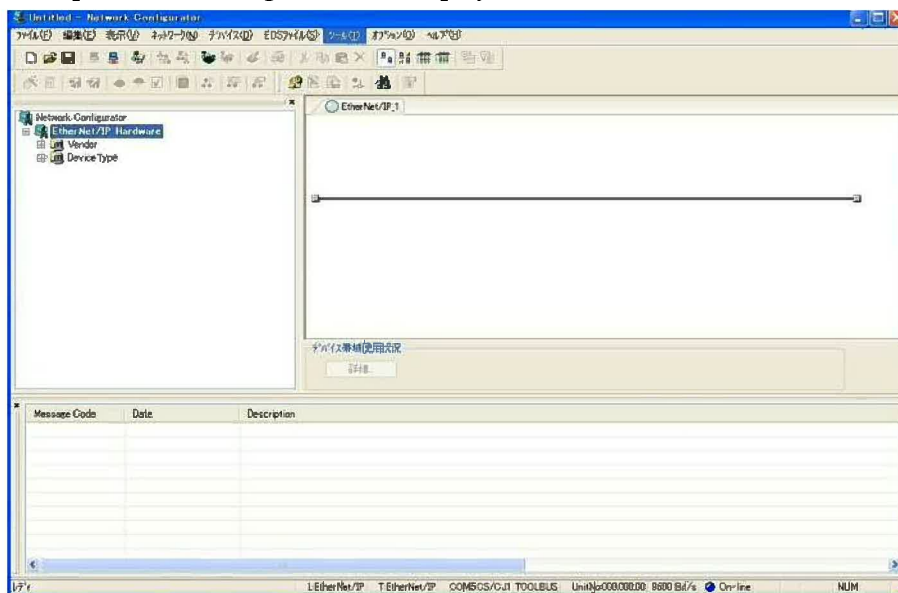 Untitled - Network Configurator
ファイル(F) 編集(E) 表示(V) ネットワーク(N) デバイス(D) EDSファイル(S) ツール(T) オプション(O) ヘルプ(H)
EtherNet/IP_1
Network Configurator
EtherNet/IP Hardware
Vendor
Device Type
デバイス帯域使用状況
詳細...
Message Code Date Description
レディ L:EtherNet/IP T:EtherNet/IP 9600 Bd/s On-line NUM